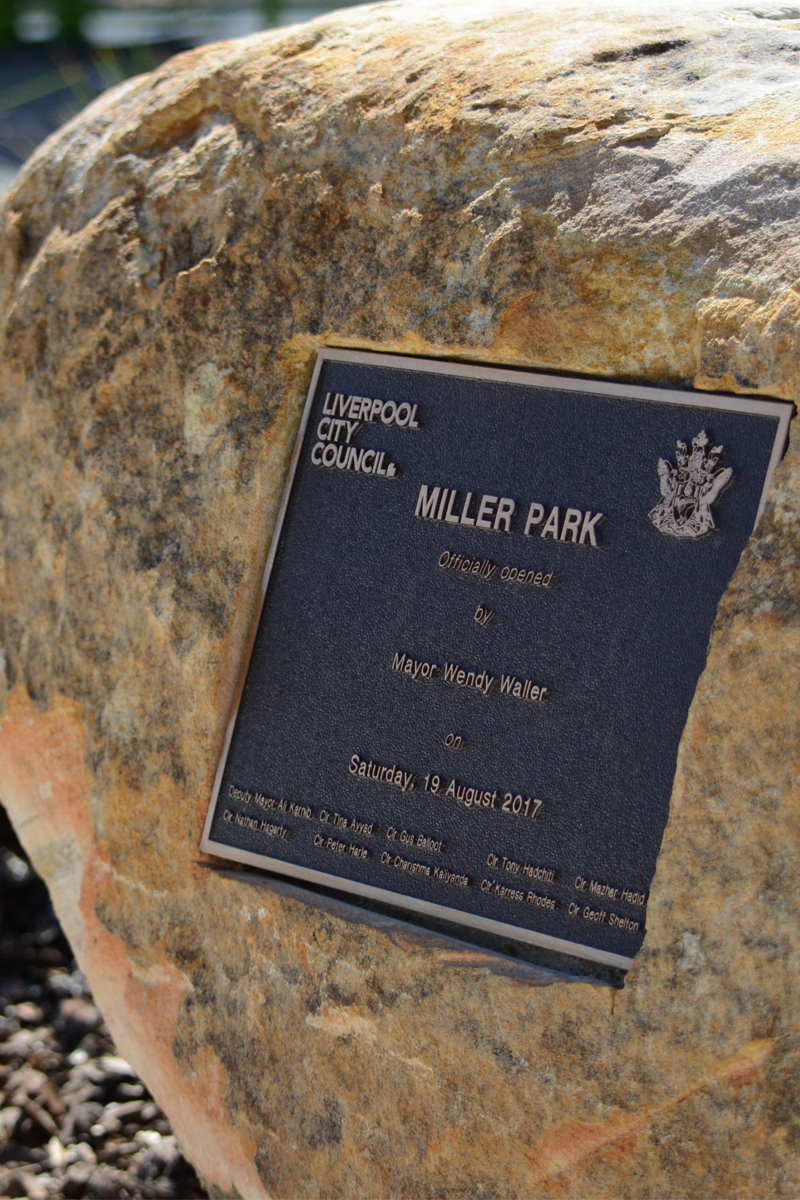 LIVERPOOL
CITY
COUNCIL
MILLER PARK
Officially opened
by
Mayor Wendy Waller
on
Saturday, 19 August 2017
Deputy Mayor Ali Karnib Clr Tina Ayyad Clr Gus Balloot Clr Tony Hadchiti Clr Mazhar Hadid
Clr Nathan Hagarty Clr Peter Harle Clr Charishma Kaliyanda Clr Karress Rhodes Clr Geoff Shelton